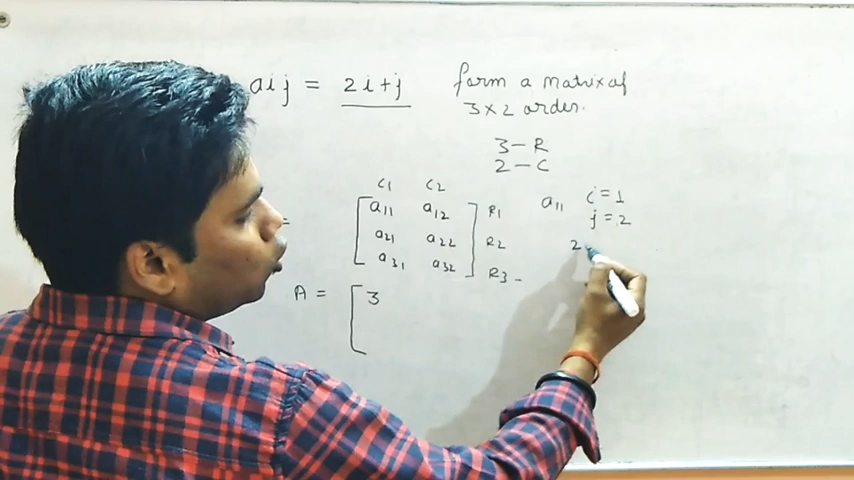 aij = 2i+j form a matrix of
3×2 order.
3 – R
2 – C
C1 C2
= [ a11 a12 ] R1
a21 a22 R2
a31 a32 R3 –
a11 i = 1
j = 2
2
A = [ 3